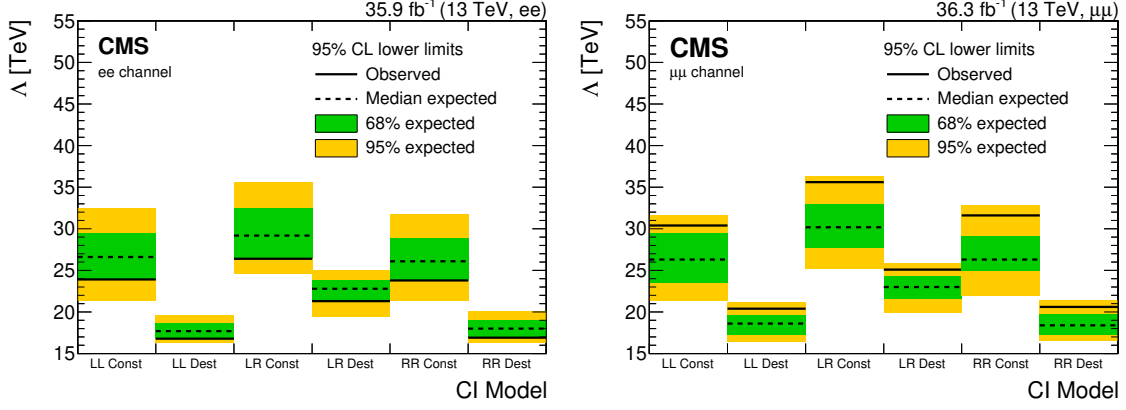 35.9 fb⁻¹ (13 TeV, ee)
CMS
ee channel
95% CL lower limits
Observed
Median expected
68% expected
95% expected
Λ [TeV]
55
50
45
40
35
30
25
20
15
LL Const LL Dest LR Const LR Dest RR Const RR Dest
CI Model
36.3 fb⁻¹ (13 TeV, μμ)
CMS
μμ channel
95% CL lower limits
Observed
Median expected
68% expected
95% expected
Λ [TeV]
55
50
45
40
35
30
25
20
15
LL Const LL Dest LR Const LR Dest RR Const RR Dest
CI Model